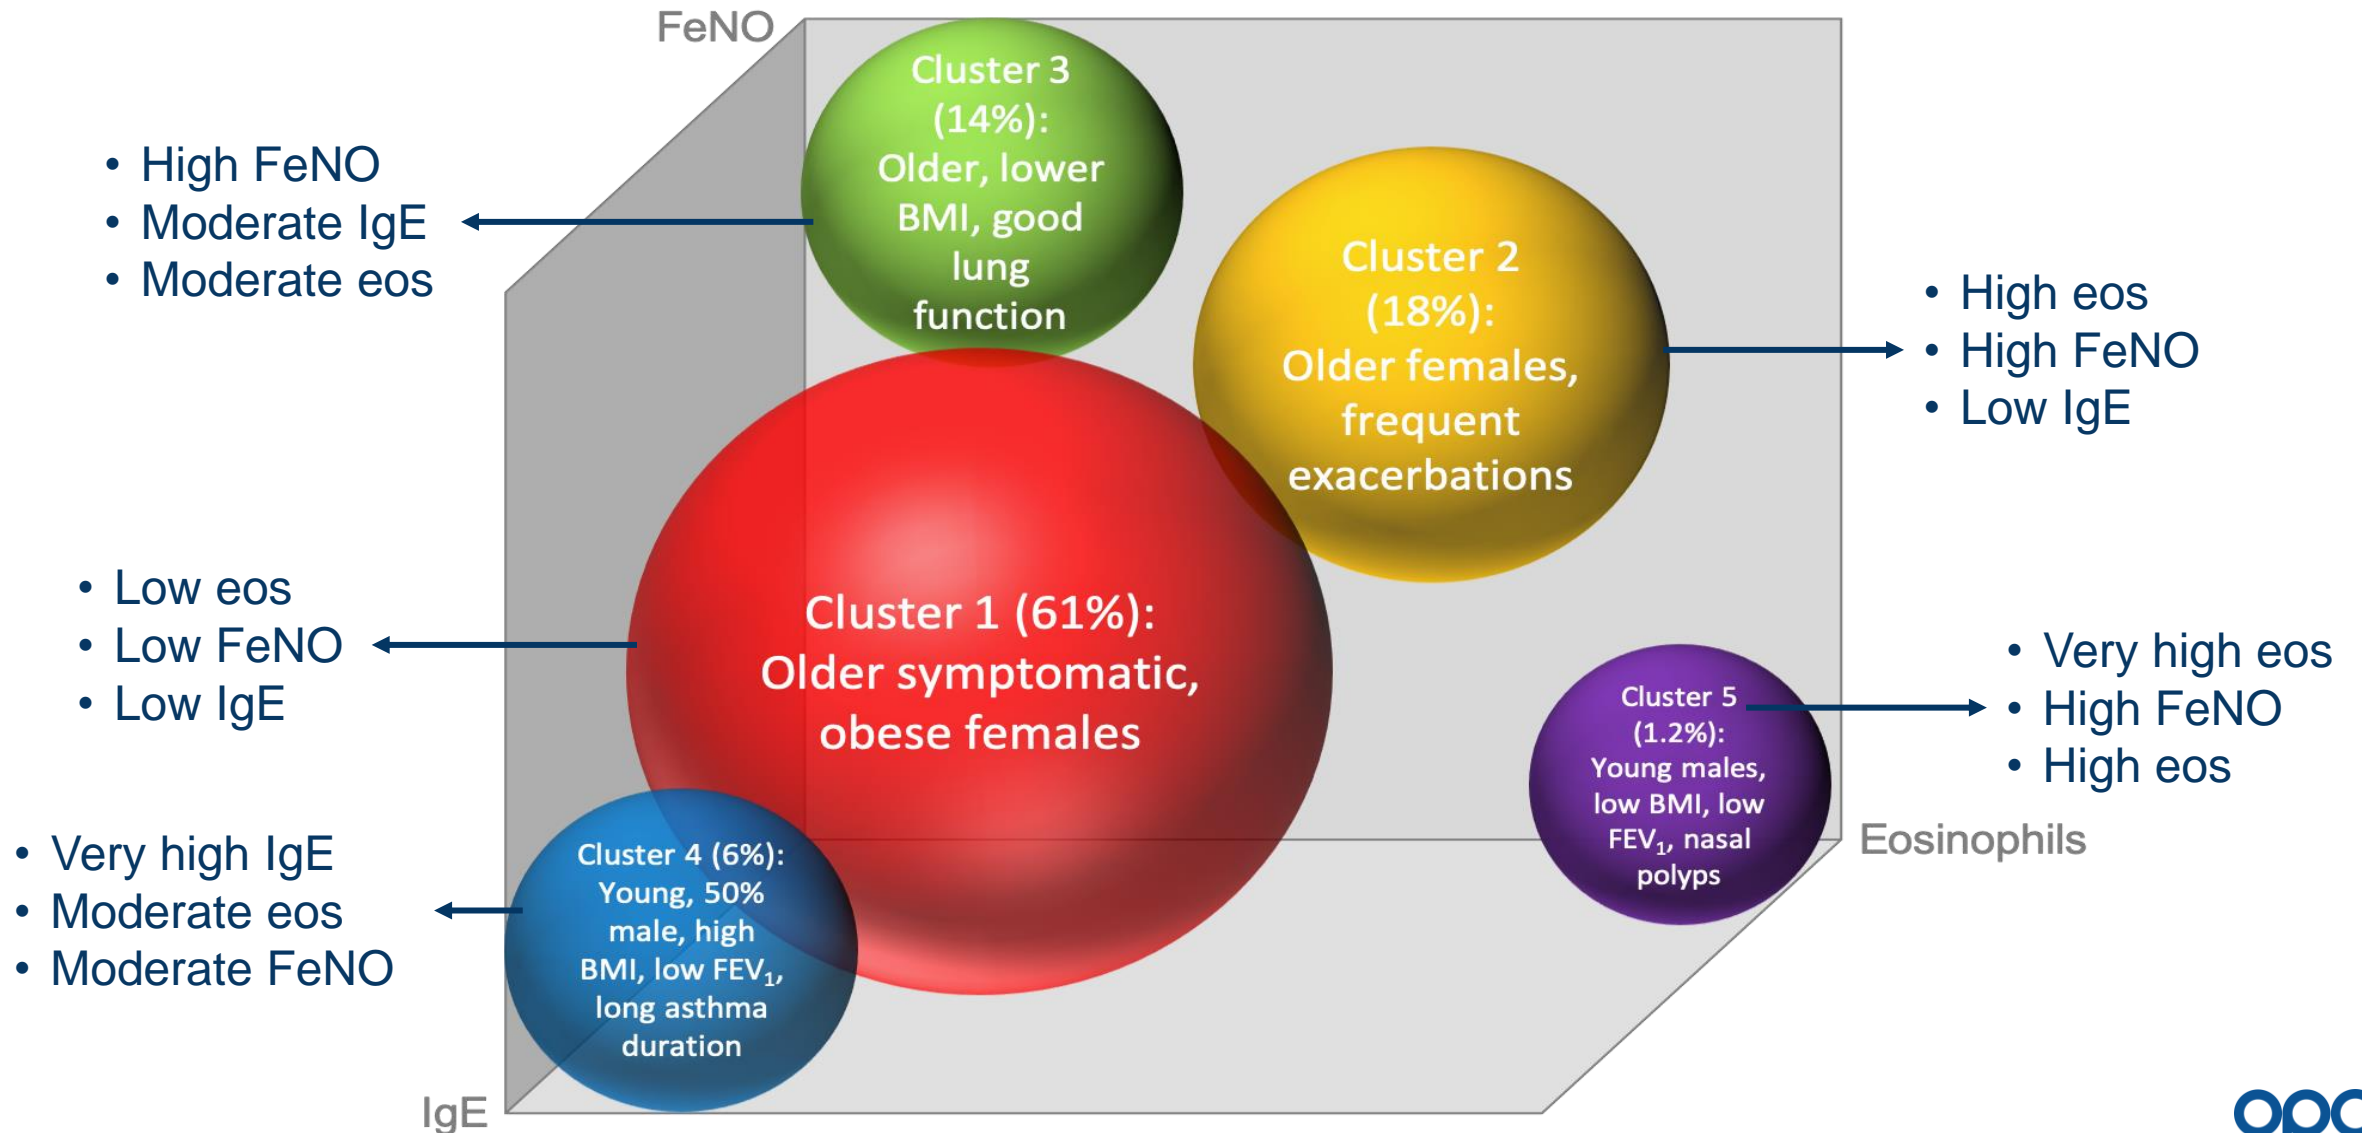 FeNO
Cluster 3
(14%):
Older, lower
BMI, good
lung
function
• High FeNO
• Moderate IgE
• Moderate eos
Cluster 2
(18%):
Older females,
frequent
exacerbations
• High eos
• High FeNO
• Low IgE
• Low eos
• Low FeNO
• Low IgE
Cluster 1 (61%):
Older symptomatic,
obese females
Cluster 5
(1.2%):
Young males,
low BMI, low
FEV₁, nasal
polyps
• Very high eos
• High FeNO
• High eos
Eosinophils
• Very high IgE
• Moderate eos
• Moderate FeNO
Cluster 4 (6%):
Young, 50%
male, high
BMI, low FEV₁,
long asthma
duration
IgE